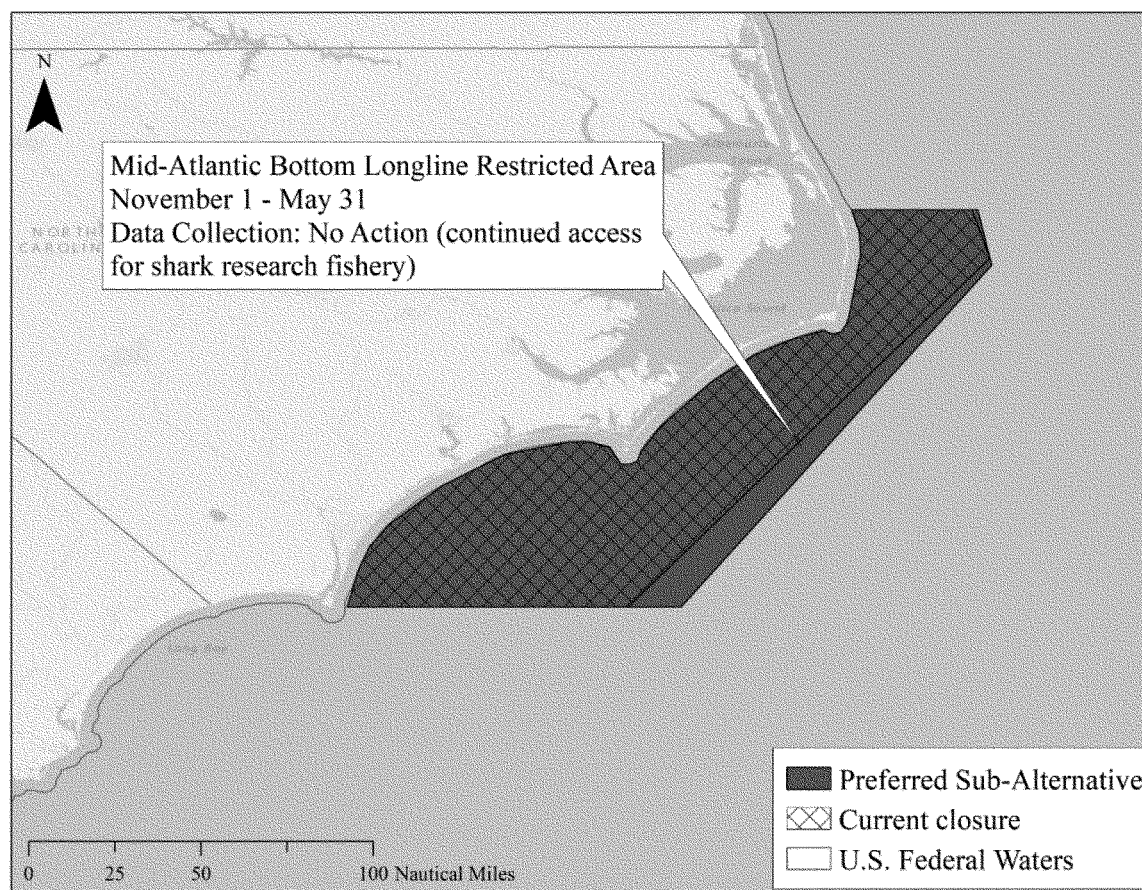 N
Mid-Atlantic Bottom Longline Restricted Area
November 1 - May 31
Data Collection: No Action (continued access
for shark research fishery)
Preferred Sub-Alternative
Current closure
U.S. Federal Waters
0 25 50 100 Nautical Miles